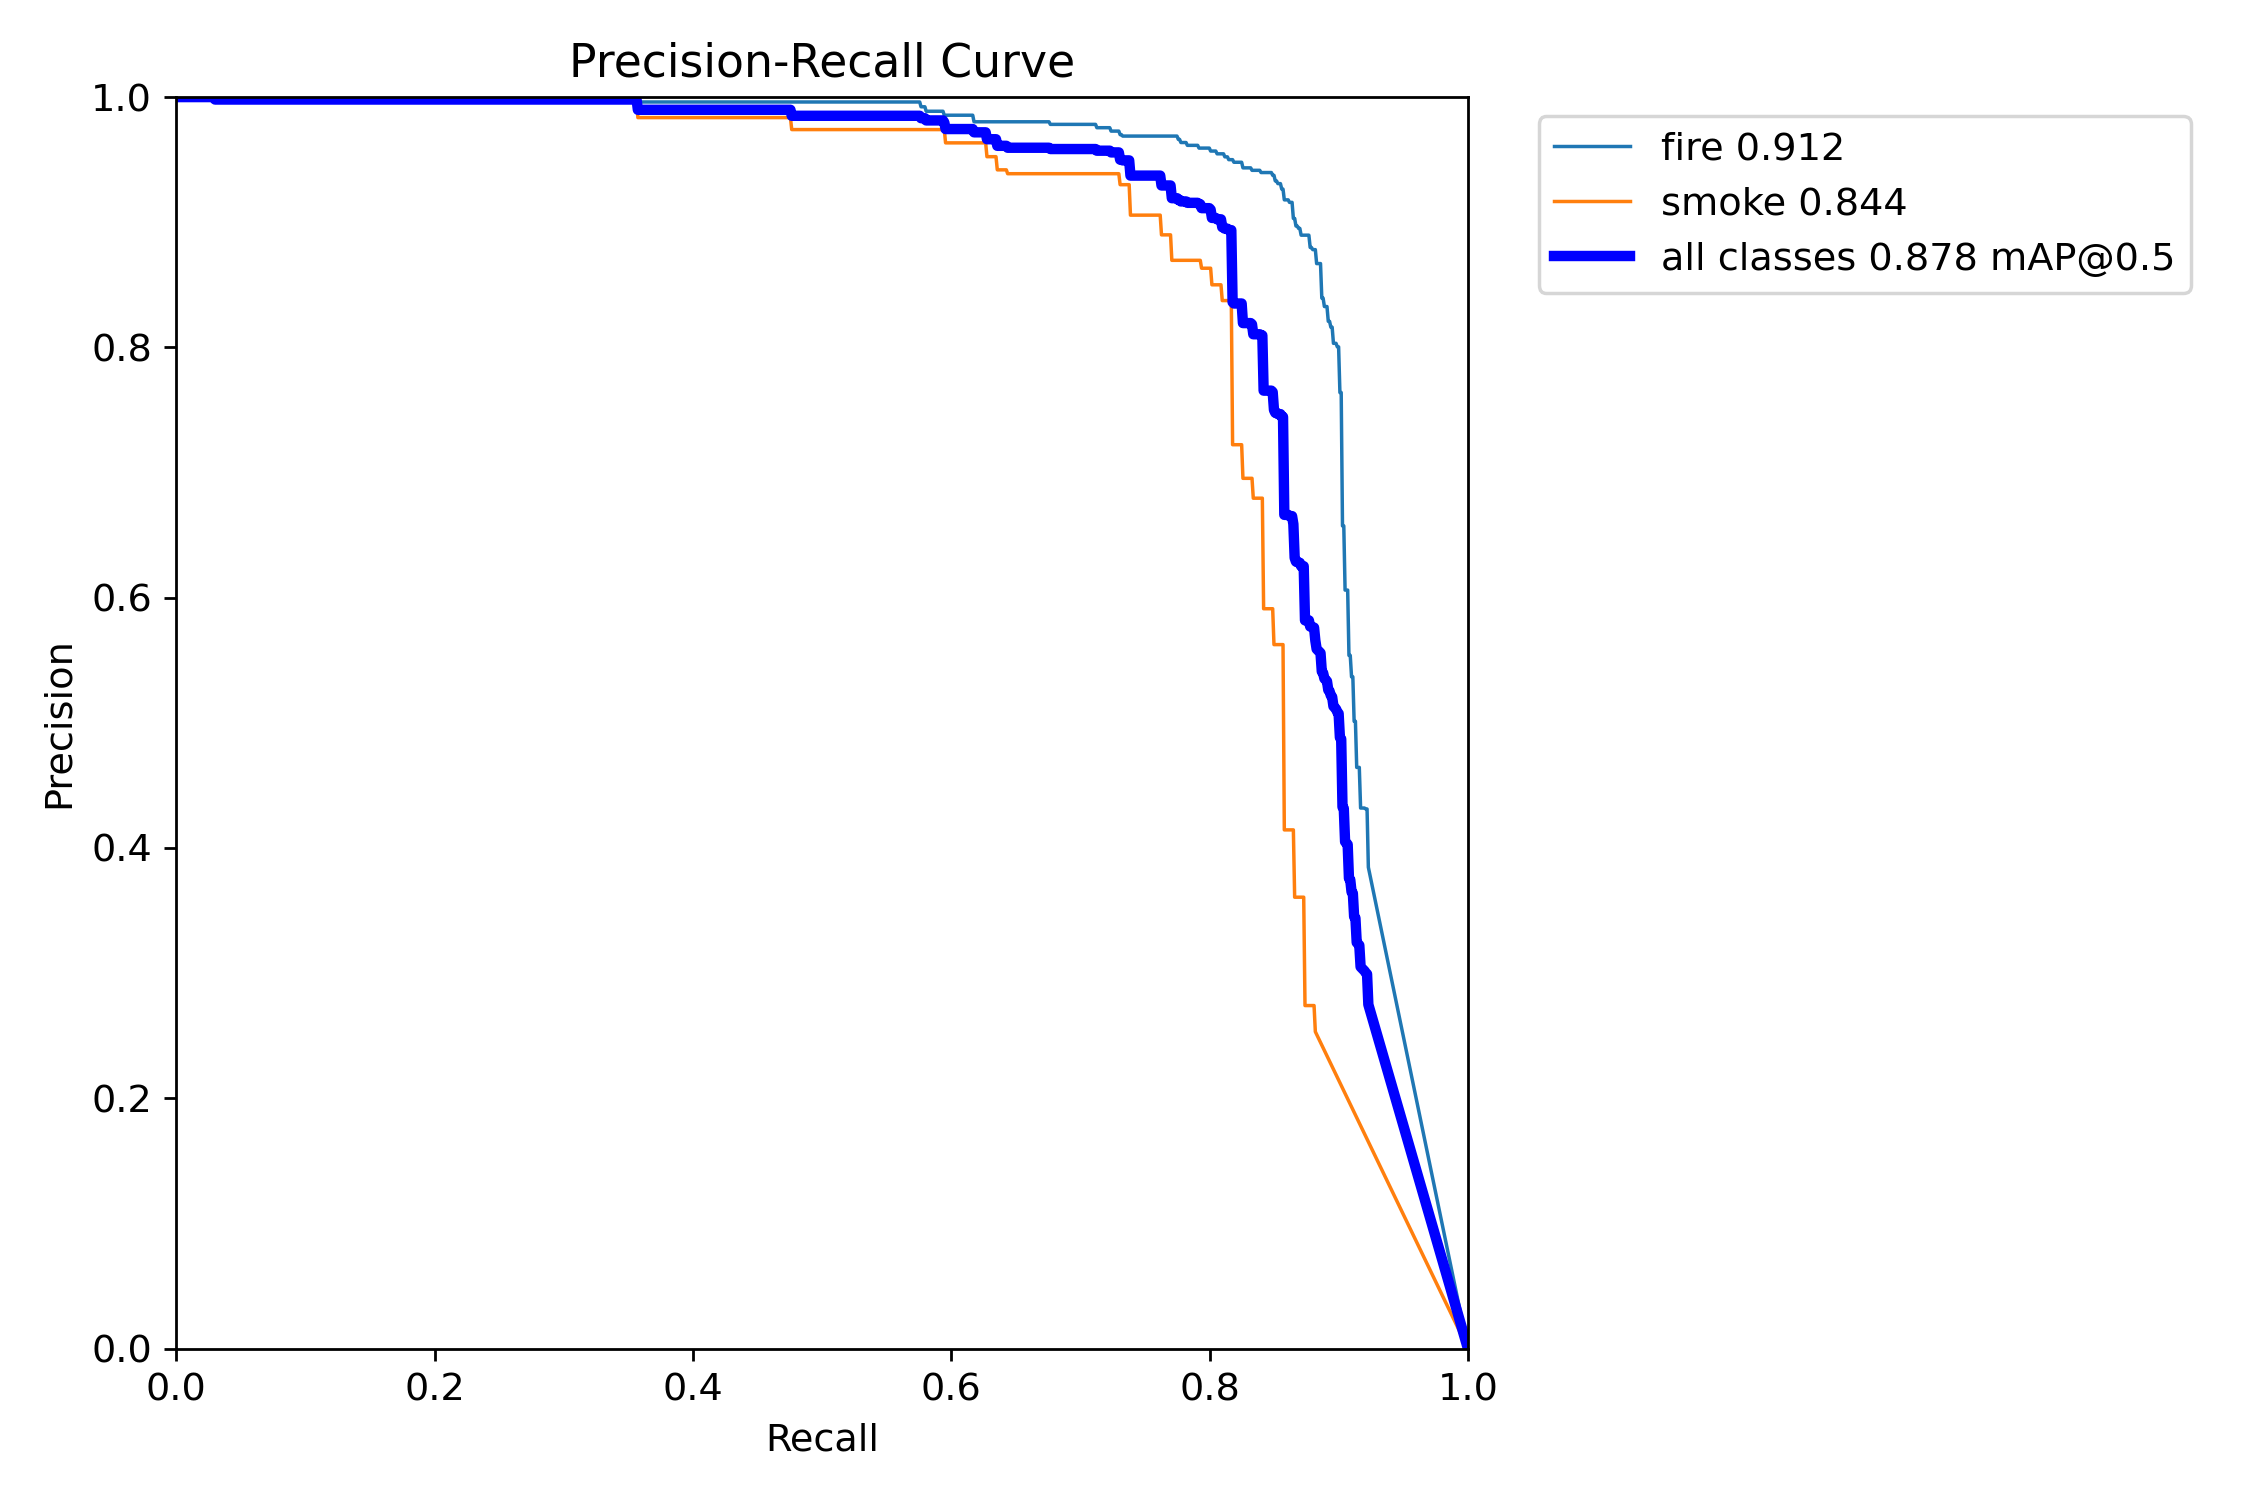 Precision-Recall Curve
1.0
0.8
0.6
0.4
0.2
0.0
Precision
0.0 0.2 0.4 0.6 0.8 1.0
Recall
fire 0.912
smoke 0.844
all classes 0.878 mAP@0.5